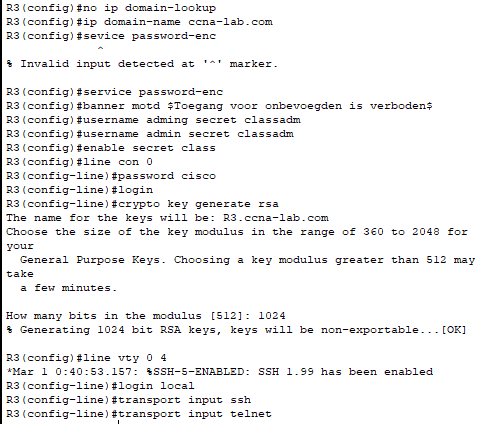 R3(config)#no ip domain-lookup
R3(config)#ip domain-name ccna-lab.com
R3(config)#sevice password-enc
^
% Invalid input detected at '^' marker.
R3(config)#service password-enc
R3(config)#banner motd $Toegang voor onbevoegden is verboden$
R3(config)#username adming secret classadm
R3(config)#username admin secret classadm
R3(config)#enable secret class
R3(config)#line con 0
R3(config-line)#password cisco
R3(config-line)#login
R3(config-line)#crypto key generate rsa
The name for the keys will be: R3.ccna-lab.com
Choose the size of the key modulus in the range of 360 to 2048 for
your
General Purpose Keys. Choosing a key modulus greater than 512 may
take
a few minutes.
How many bits in the modulus [512]: 1024
% Generating 1024 bit RSA keys, keys will be non-exportable...[OK]
R3(config)#line vty 0 4
*Mar 1 0:40:53.157: %SSH-5-ENABLED: SSH 1.99 has been enabled
R3(config-line)#login local
R3(config-line)#transport input ssh
R3(config-line)#transport input telnet